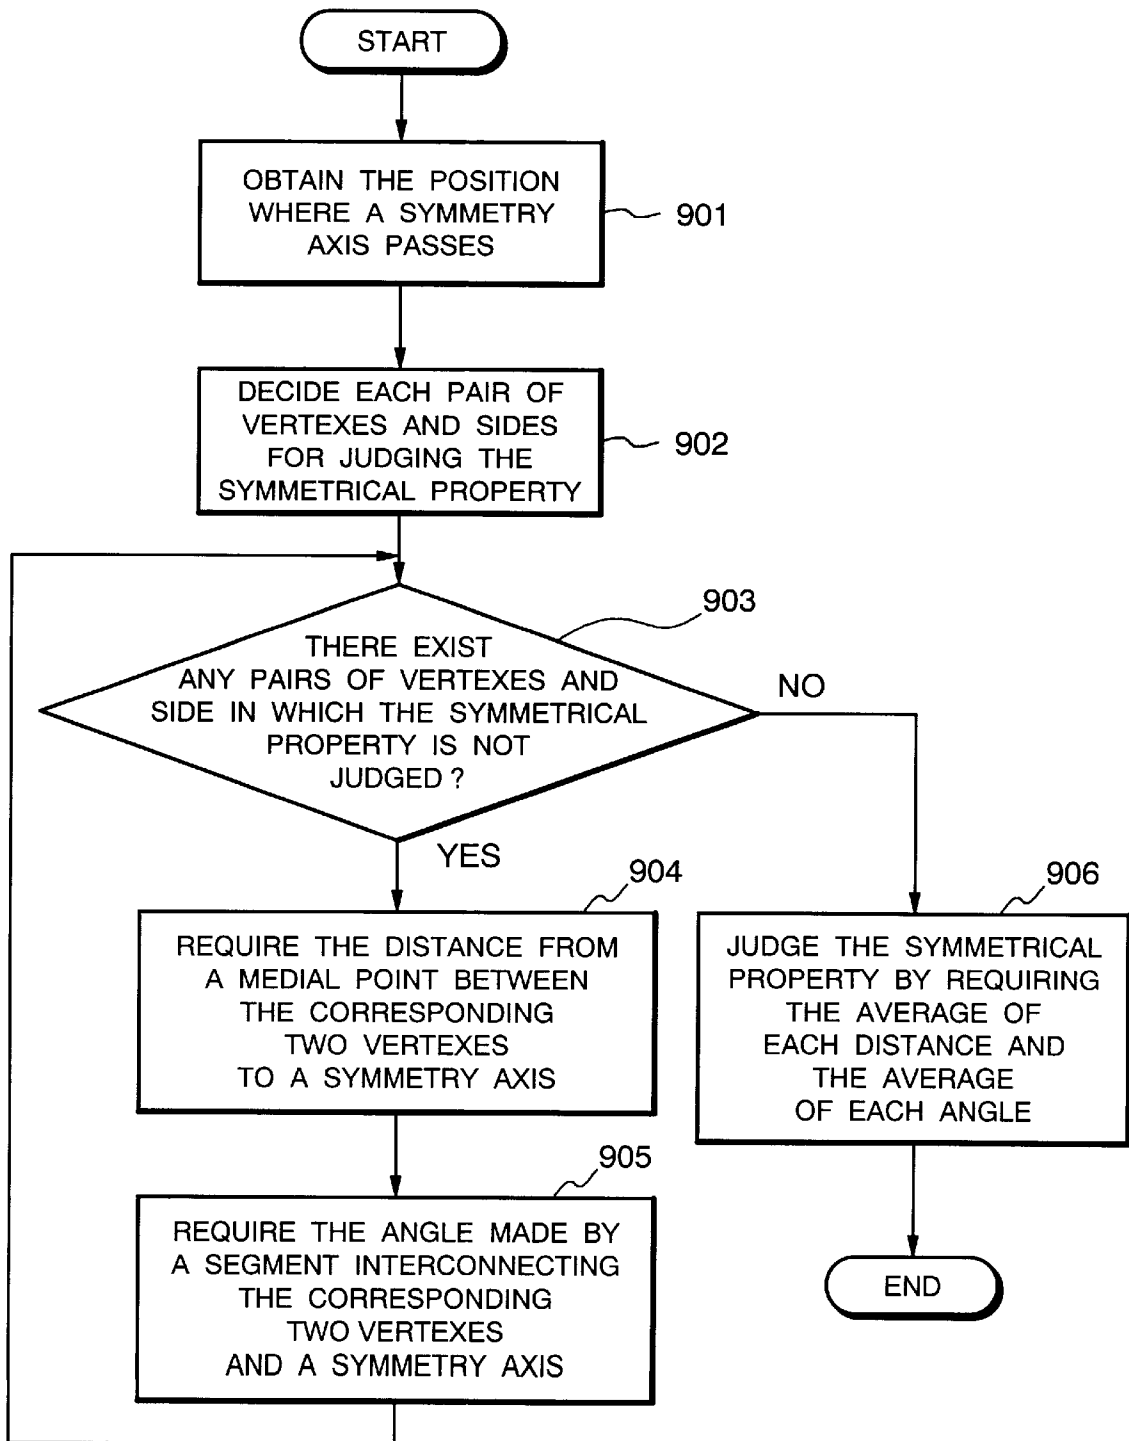 START
OBTAIN THE POSITION
WHERE A SYMMETRY
AXIS PASSES
901
DECIDE EACH PAIR OF
VERTEXES AND SIDES
FOR JUDGING THE
SYMMETRICAL PROPERTY
902
903
THERE EXIST
ANY PAIRS OF VERTEXES AND
SIDE IN WHICH THE SYMMETRICAL
PROPERTY IS NOT
JUDGED ?
NO
YES
904
REQUIRE THE DISTANCE FROM
A MEDIAL POINT BETWEEN
THE CORRESPONDING
TWO VERTEXES
TO A SYMMETRY AXIS
906
JUDGE THE SYMMETRICAL
PROPERTY BY REQUIRING
THE AVERAGE OF
EACH DISTANCE AND
THE AVERAGE
OF EACH ANGLE
905
REQUIRE THE ANGLE MADE BY
A SEGMENT INTERCONNECTING
THE CORRESPONDING
TWO VERTEXES
AND A SYMMETRY AXIS
END